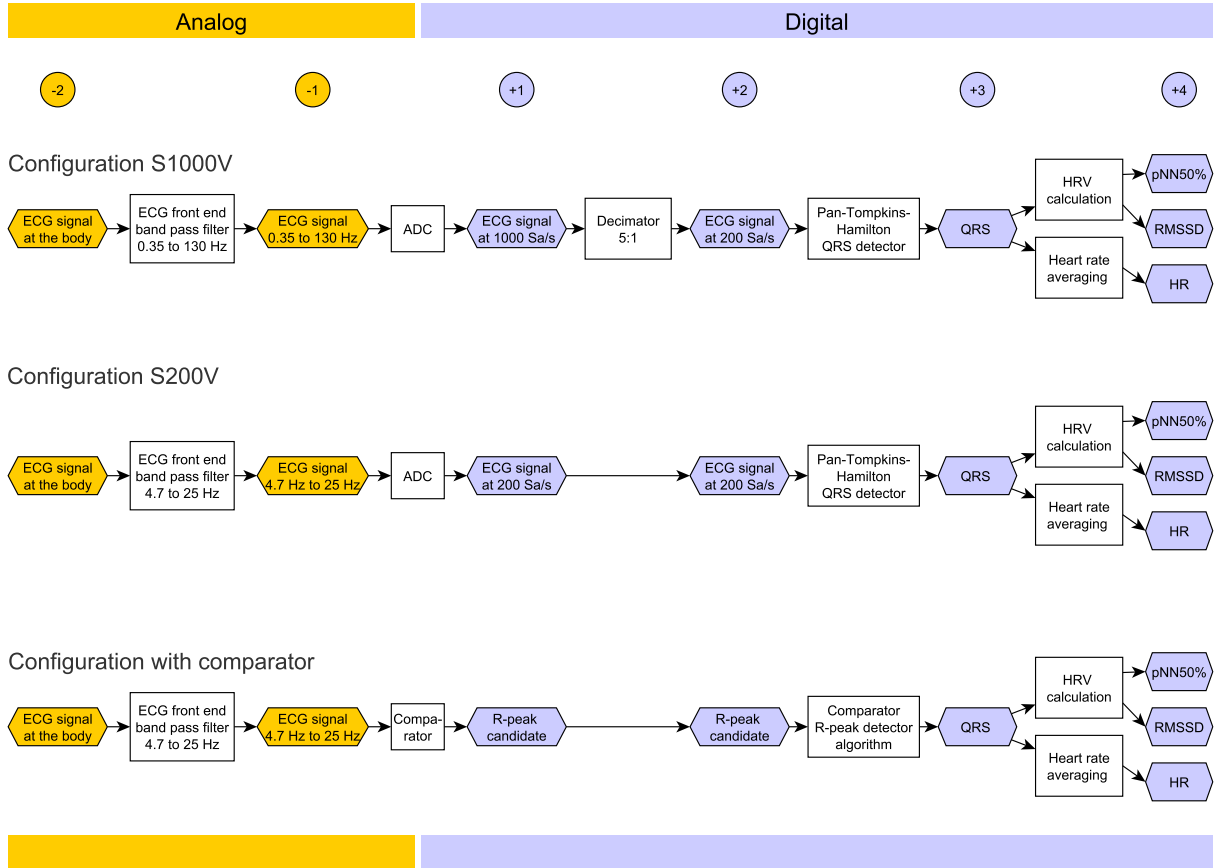 Analog
Digital
-2
-1
+1
+2
+3
+4
Configuration S1000V
ECG signal
at the body
ECG front end
band pass filter
0.35 to 130 Hz
ECG signal
0.35 to 130 Hz
ADC
ECG signal
at 1000 Sa/s
Decimator
5:1
ECG signal
at 200 Sa/s
Pan-Tompkins-
Hamilton
QRS detector
QRS
HRV
calculation
Heart rate
averaging
pNN50%
RMSSD
HR
Configuration S200V
ECG signal
at the body
ECG front end
band pass filter
4.7 to 25 Hz
ECG signal
4.7 Hz to 25 Hz
ADC
ECG signal
at 200 Sa/s
ECG signal
at 200 Sa/s
Pan-Tompkins-
Hamilton
QRS detector
QRS
HRV
calculation
Heart rate
averaging
pNN50%
RMSSD
HR
Configuration with comparator
ECG signal
at the body
ECG front end
band pass filter
4.7 to 25 Hz
ECG signal
4.7 Hz to 25 Hz
Compa-
rator
R-peak
candidate
R-peak
candidate
Comparator
R-peak detector
algorithm
QRS
HRV
calculation
Heart rate
averaging
pNN50%
RMSSD
HR